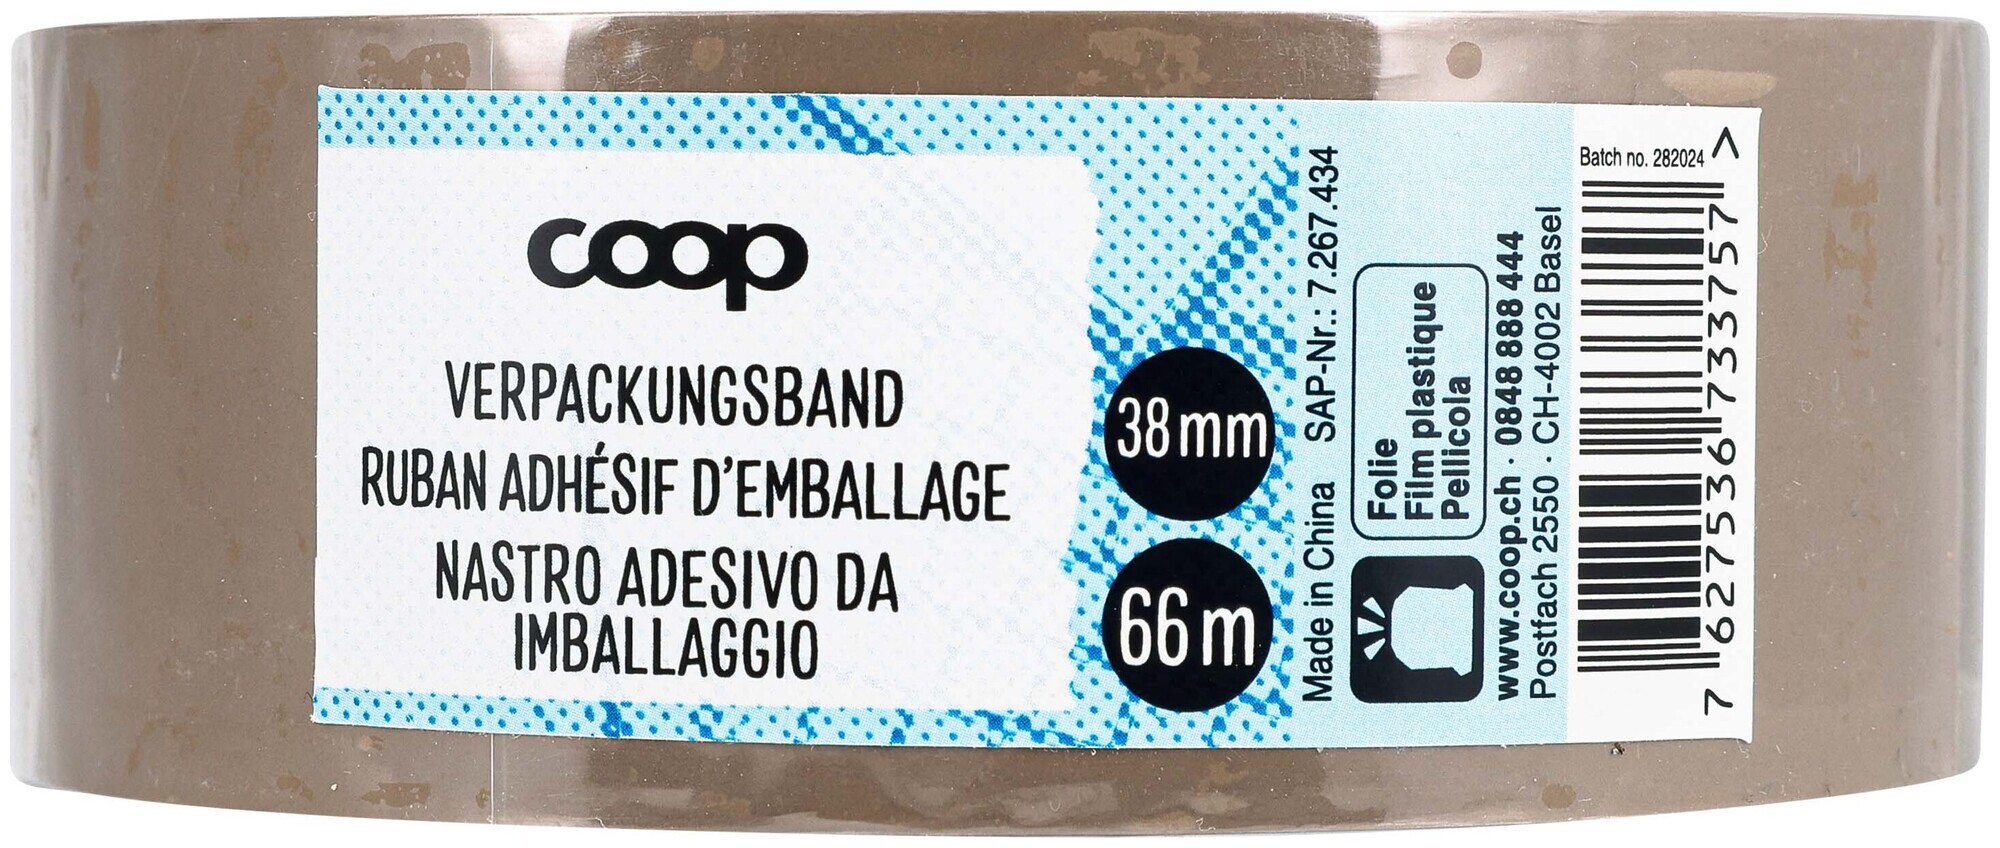 coop
VERPACKUNGSBAND
RUBAN ADHÉSIF D'EMBALLAGE
NASTRO ADESIVO DA
IMBALLAGGIO
38 mm
66 m
Made in China SAP-Nr.: 7.267.434
Folie
Film plastique
Pellicola
www.coop.ch · 0848 888 444
Postfach 2550 · CH-4002 Basel
Batch no. 282024
7 627536 733757 >